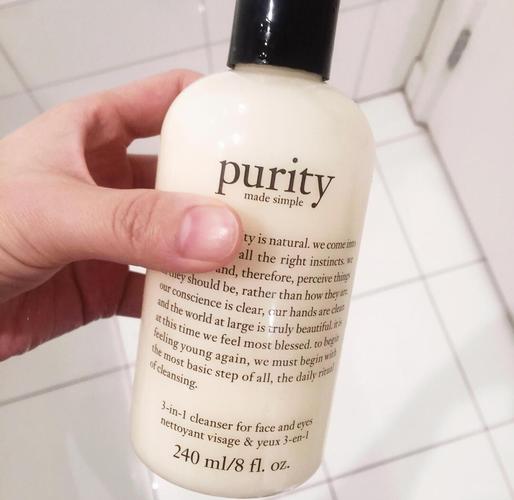 purity
made simple
ty is natural. we come into
all the right instincts. we
and, therefore, perceive things
they should be, rather than how they are.
our conscience is clear, our hands are clean
and the world at large is truly beautiful. it is
at this time we feel most blessed. to begin
feeling young again, we must begin with
the most basic step of all, the daily ritual
of cleansing.
3-in-1 cleanser for face and eyes
nettoyant visage & yeux 3-en-1
240 ml/8 fl. oz.